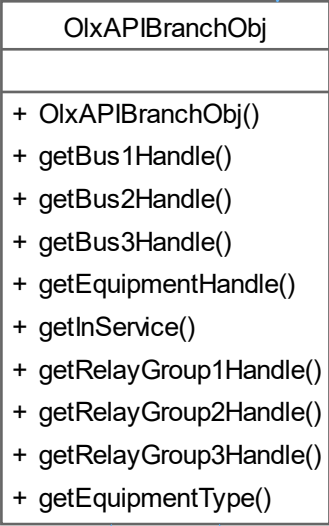 OlxAPIBranchObj
+ OlxAPIBranchObj()
+ getBus1Handle()
+ getBus2Handle()
+ getBus3Handle()
+ getEquipmentHandle()
+ getInService()
+ getRelayGroup1Handle()
+ getRelayGroup2Handle()
+ getRelayGroup3Handle()
+ getEquipmentType()